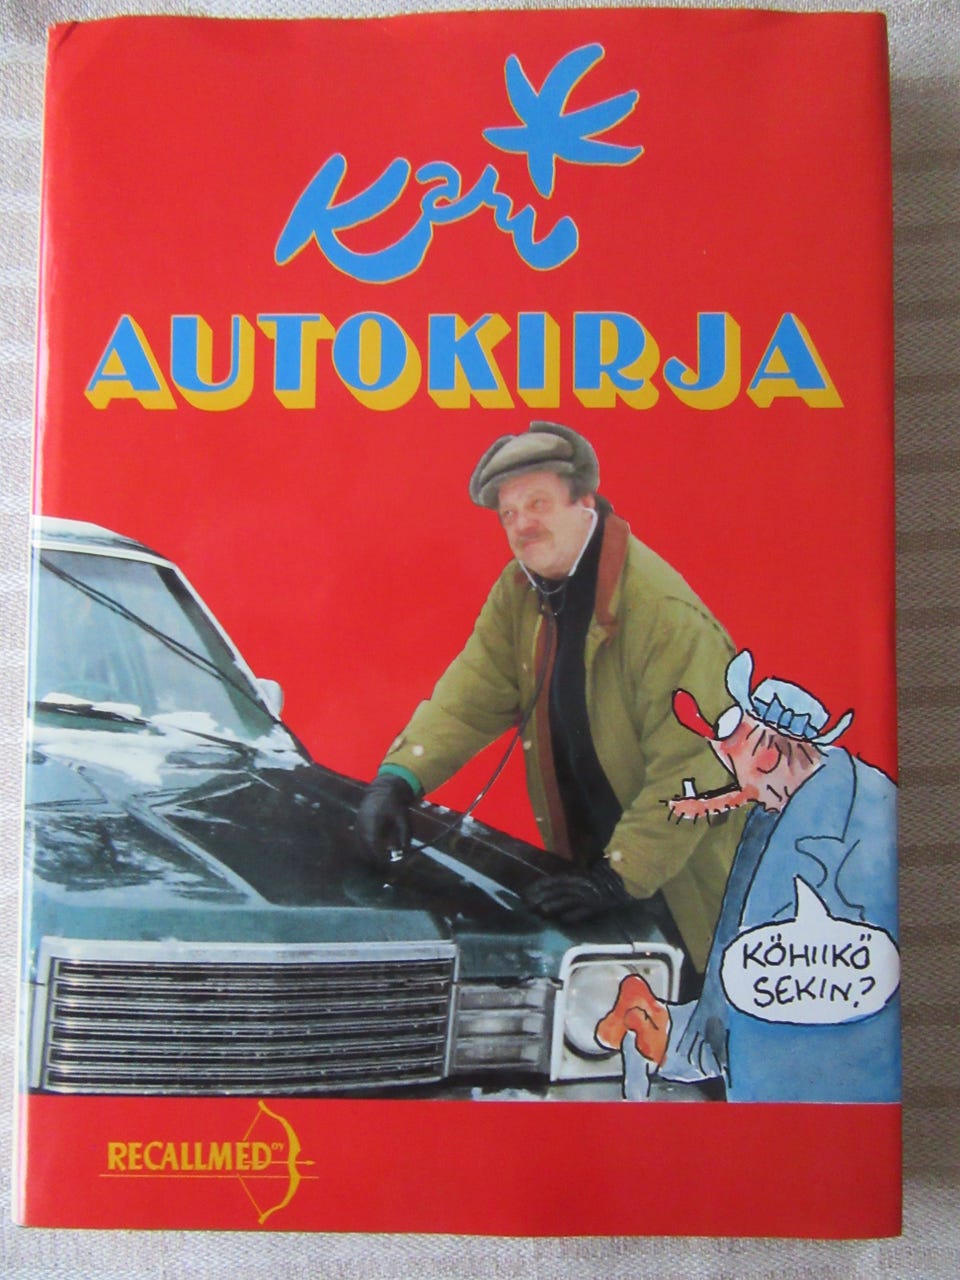 Kari
AUTOKIRJA
KÖHIIKÖ
SEKIN?
RECALLMED OY